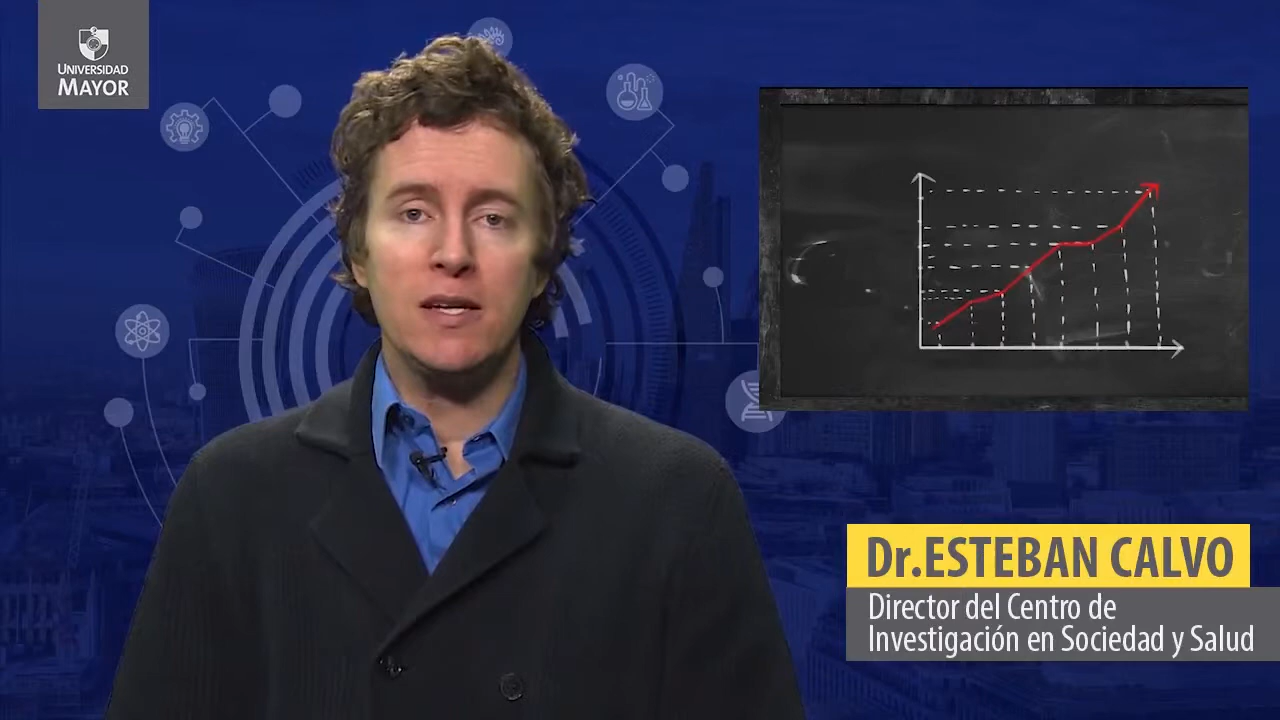 UNIVERSIDAD
MAYOR
Dr.ESTEBAN CALVO
Director del Centro de
Investigación en Sociedad y Salud